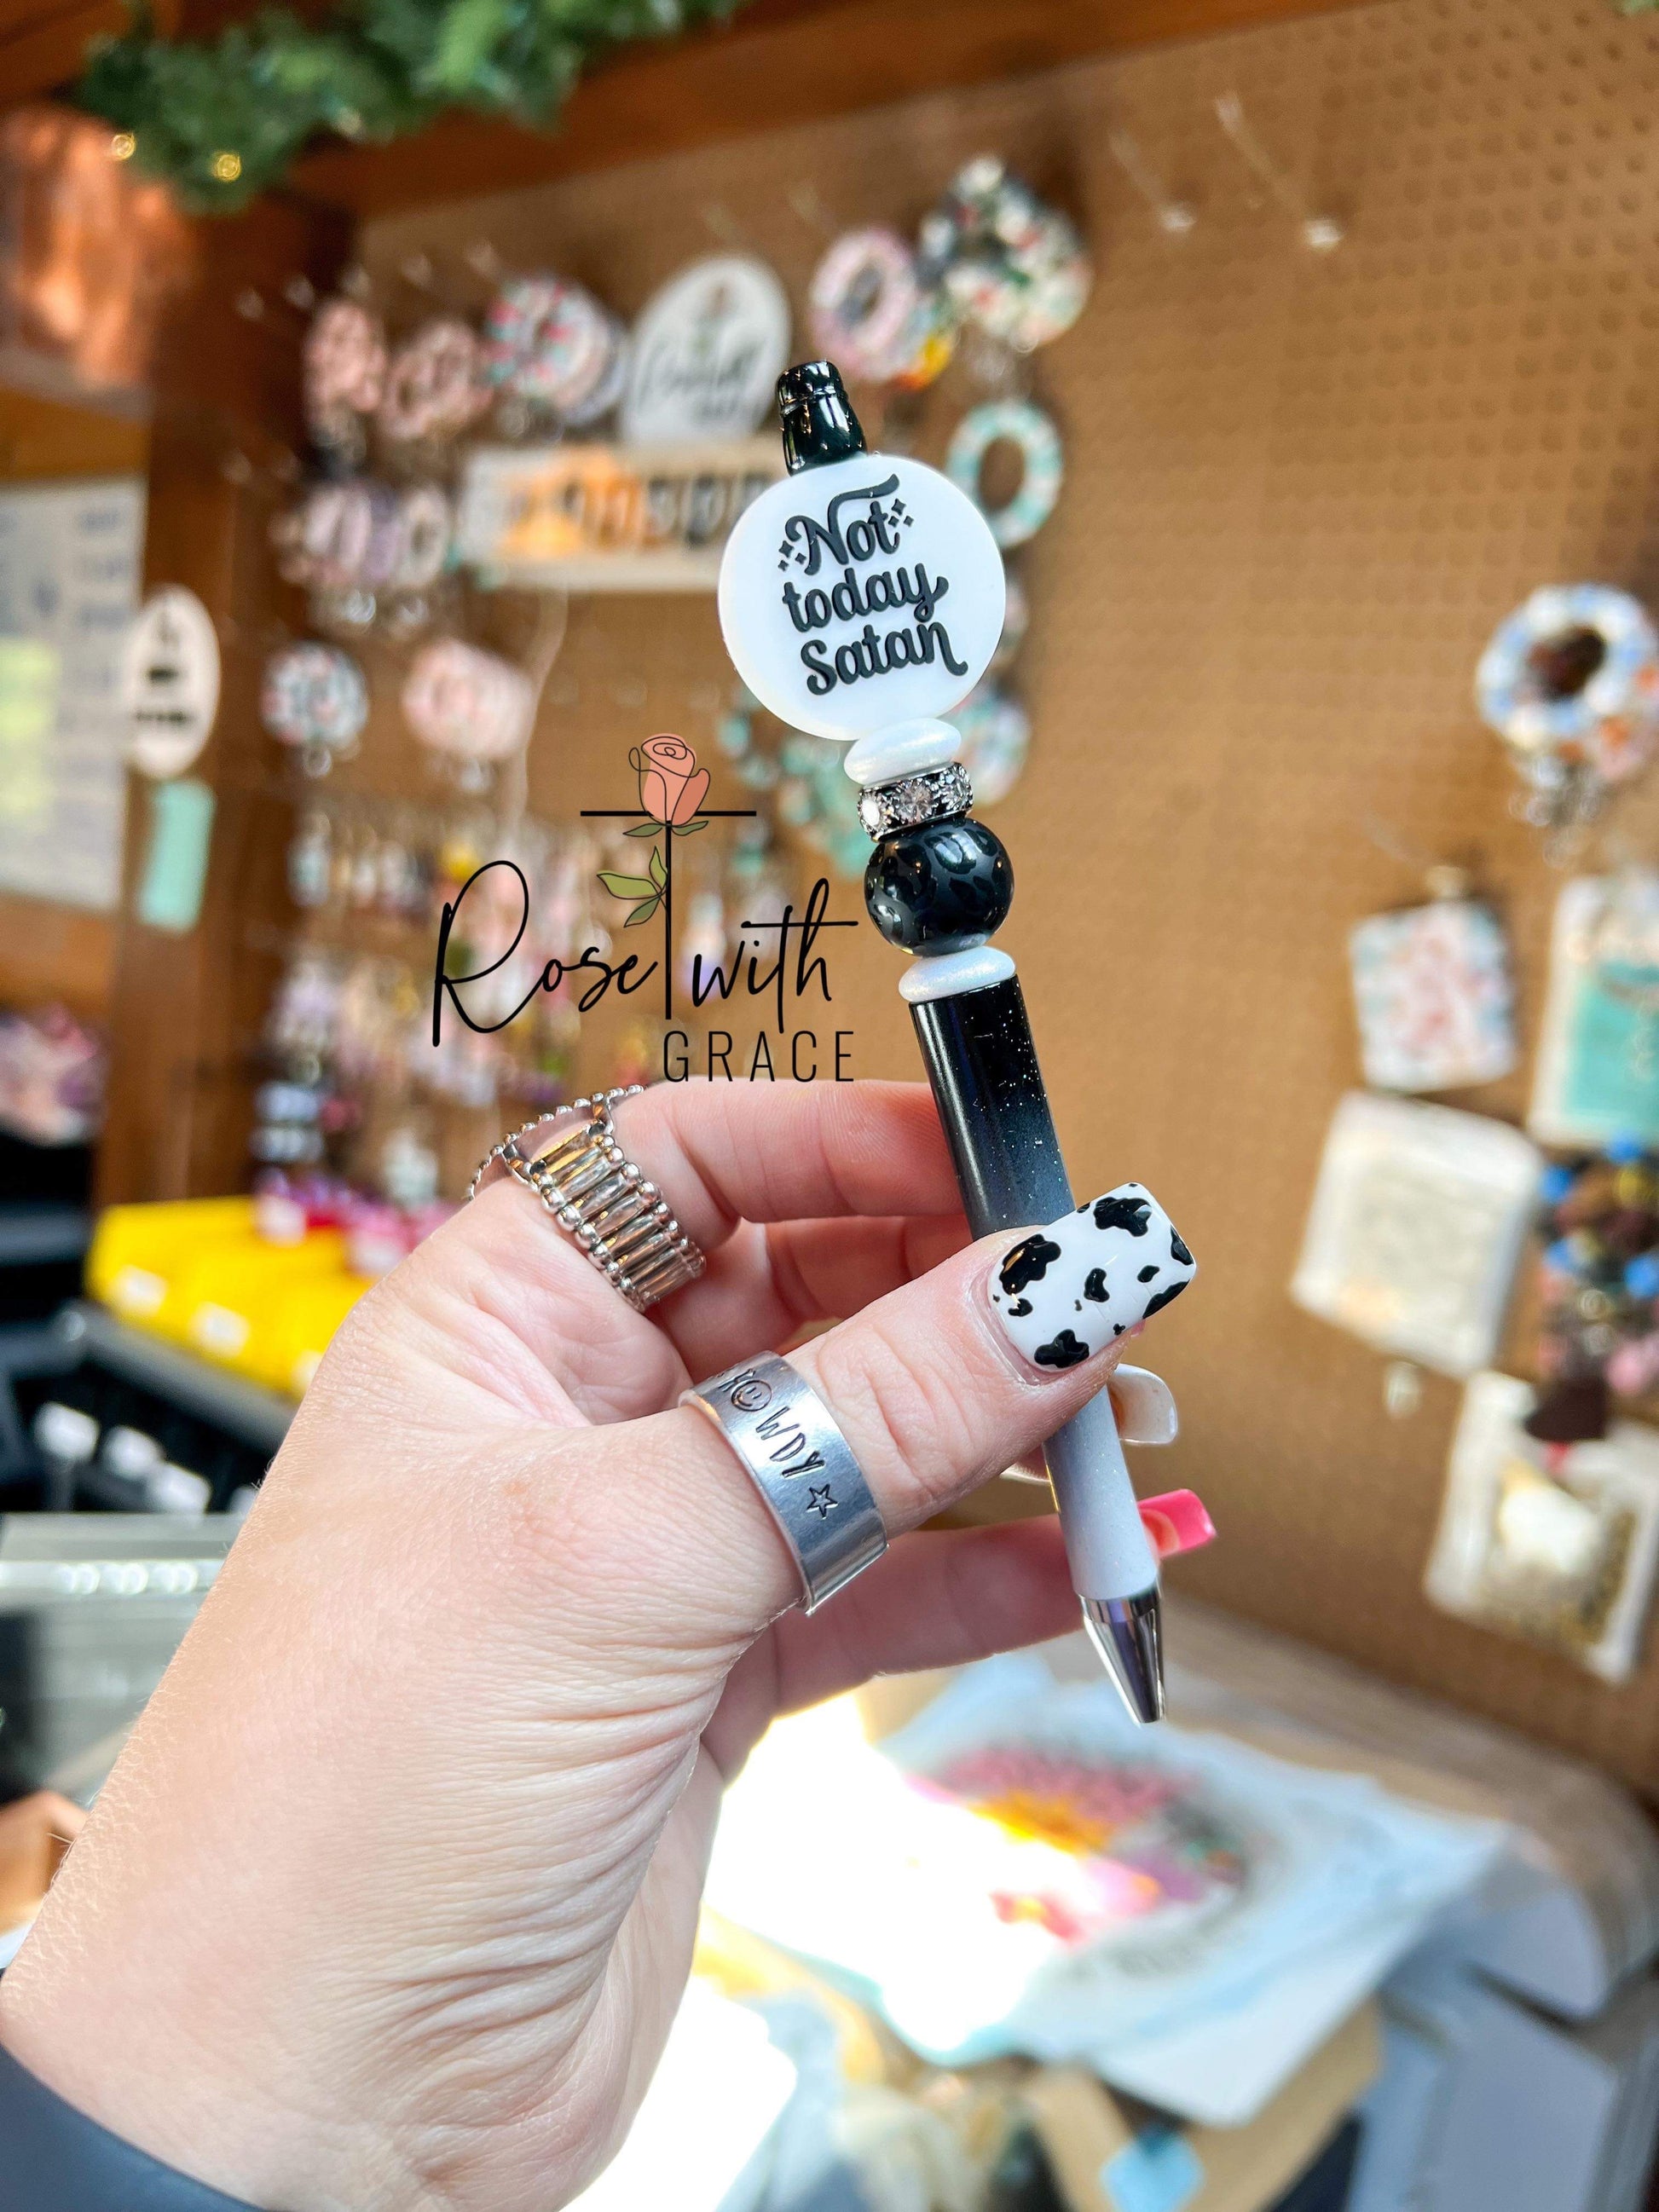 Not
today
Satan
Rose with
GRACE
HOWDY